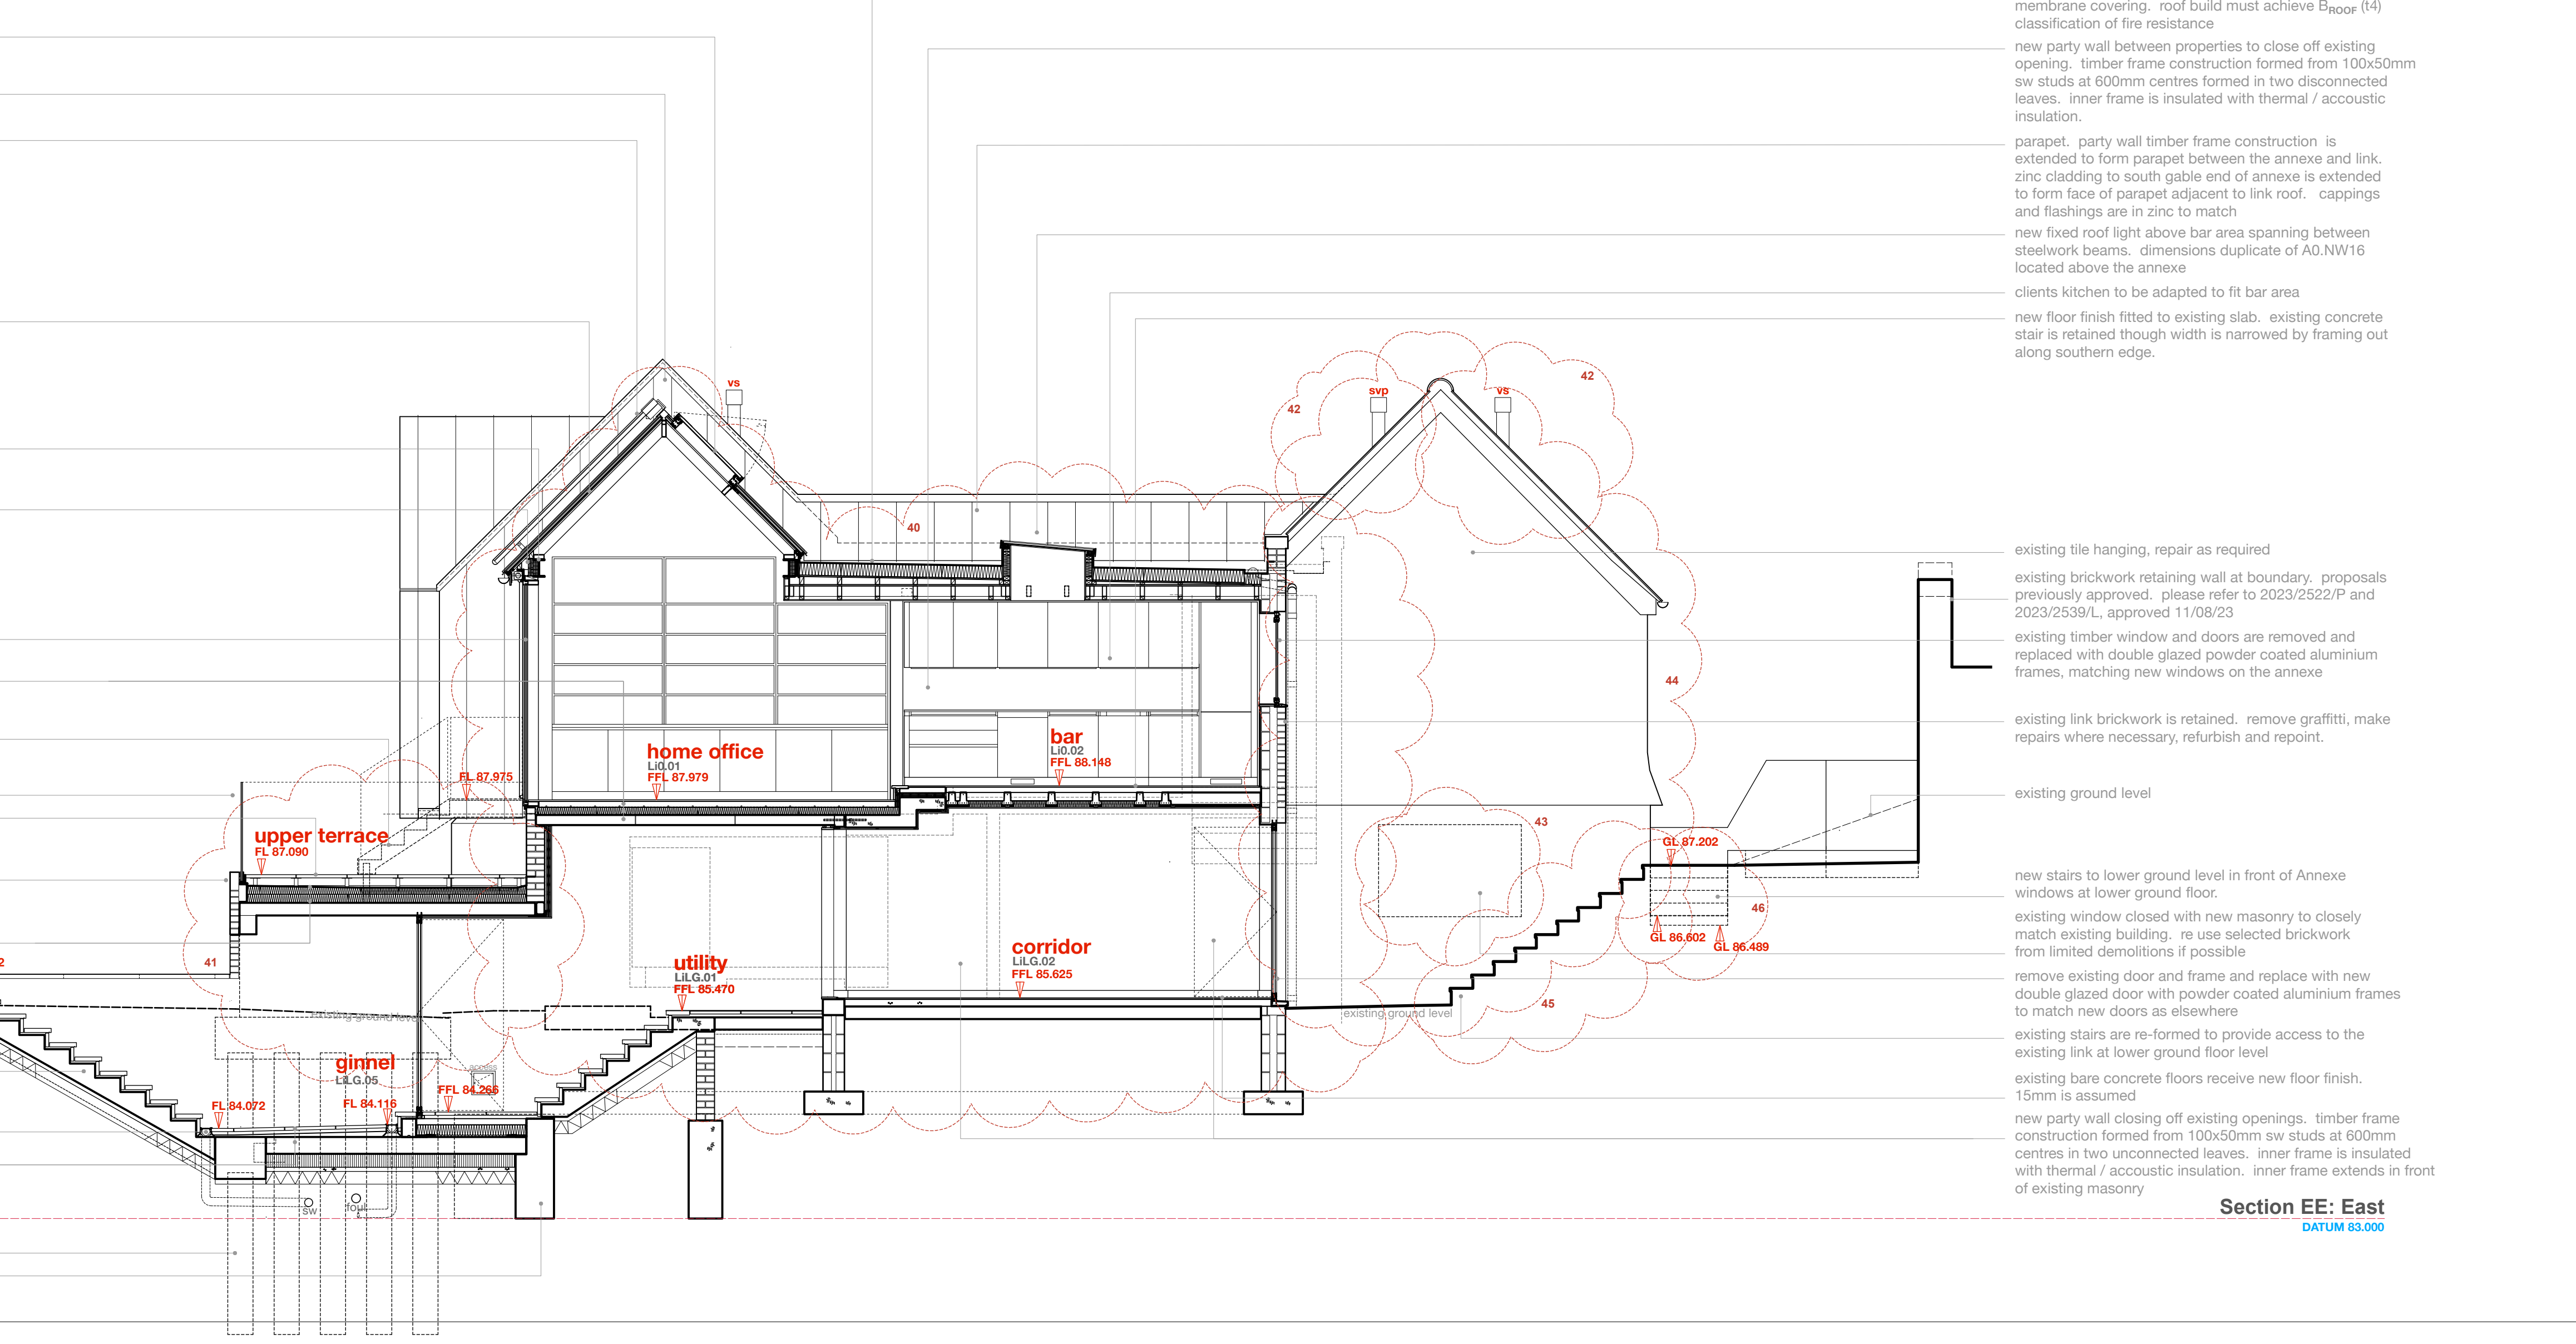 membrane covering. roof build must achieve BROOF (t4)
classification of fire resistance
new party wall between properties to close off existing
opening. timber frame construction formed from 100x50mm
sw studs at 600mm centres formed in two disconnected
leaves. inner frame is insulated with thermal / accoustic
insulation.
parapet. party wall timber frame construction is
extended to form parapet between the annexe and link.
zinc cladding to south gable end of annexe is extended
to form face of parapet adjacent to link roof. cappings
and flashings are in zinc to match
new fixed roof light above bar area spanning between
steelwork beams. dimensions duplicate of A0.NW16
located above the annexe
clients kitchen to be adapted to fit bar area
new floor finish fitted to existing slab. existing concrete
stair is retained though width is narrowed by framing out
along southern edge.
vs
svp
vs
42
42
40
existing tile hanging, repair as required
existing brickwork retaining wall at boundary. proposals
previously approved. please refer to 2023/2522/P and
2023/2539/L, approved 11/08/23
existing timber window and doors are removed and
replaced with double glazed powder coated aluminium
frames, matching new windows on the annexe
44
existing link brickwork is retained. remove graffitti, make
repairs where necessary, refurbish and repoint.
home office
Li0.01
FFL 87.979
bar
Li0.02
FFL 88.148
FL 87.975
existing ground level
upper terrace
FL 87.090
43
GL 87.202
new stairs to lower ground level in front of Annexe
windows at lower ground floor.
46
GL 86.602
GL 86.489
existing window closed with new masonry to closely
match existing building. re use selected brickwork
from limited demolitions if possible
2
41
utility
LiLG.01
FFL 85.470
corridor
LiLG.02
FFL 85.625
remove existing door and frame and replace with new
double glazed door with powder coated aluminium frames
to match new doors as elsewhere
45
existing ground level
existing ground level
existing stairs are re-formed to provide access to the
existing link at lower ground floor level
ginnel
LiLG.05
access
FL 84.072
FL 84.116
FFL 84.266
existing bare concrete floors receive new floor finish.
15mm is assumed
new party wall closing off existing openings. timber frame
construction formed from 100x50mm sw studs at 600mm
centres in two unconnected leaves. inner frame is insulated
with thermal / accoustic insulation. inner frame extends in front
of existing masonry
sw
foul
Section EE: East
DATUM 83.000